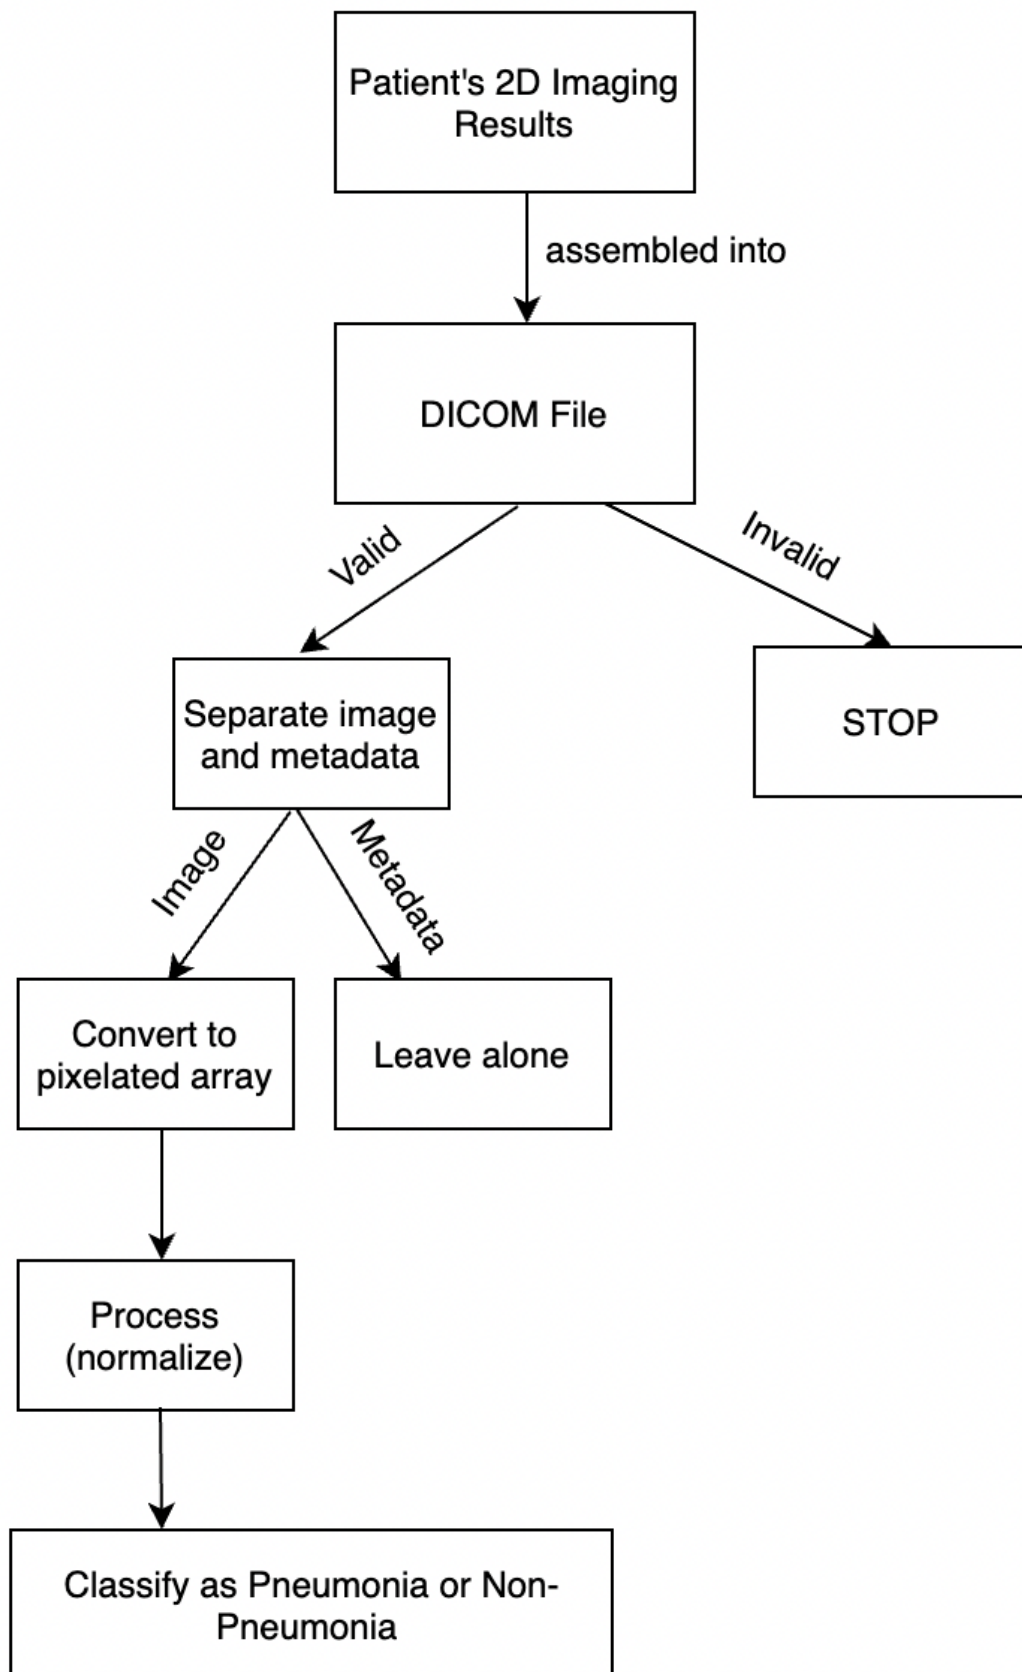 Patient's 2D Imaging
Results
assembled into
DICOM File
Valid
Invalid
Separate image
and metadata
STOP
Image
Metadata
Convert to
pixelated array
Leave alone
Process
(normalize)
Classify as Pneumonia or Non-
Pneumonia